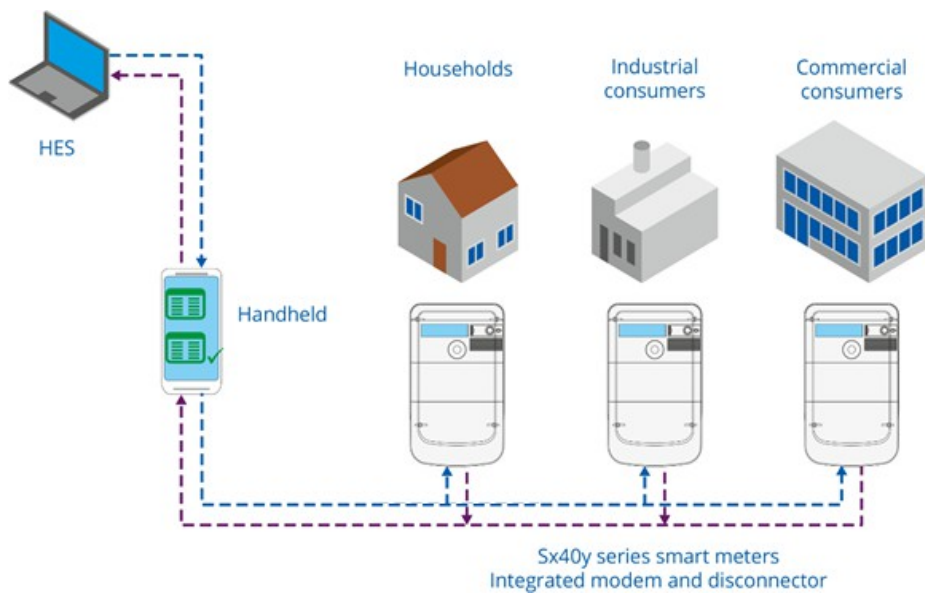 Households
Industrial
consumers
Commercial
consumers
HES
Handheld
Sx40y series smart meters
Integrated modem and disconnector